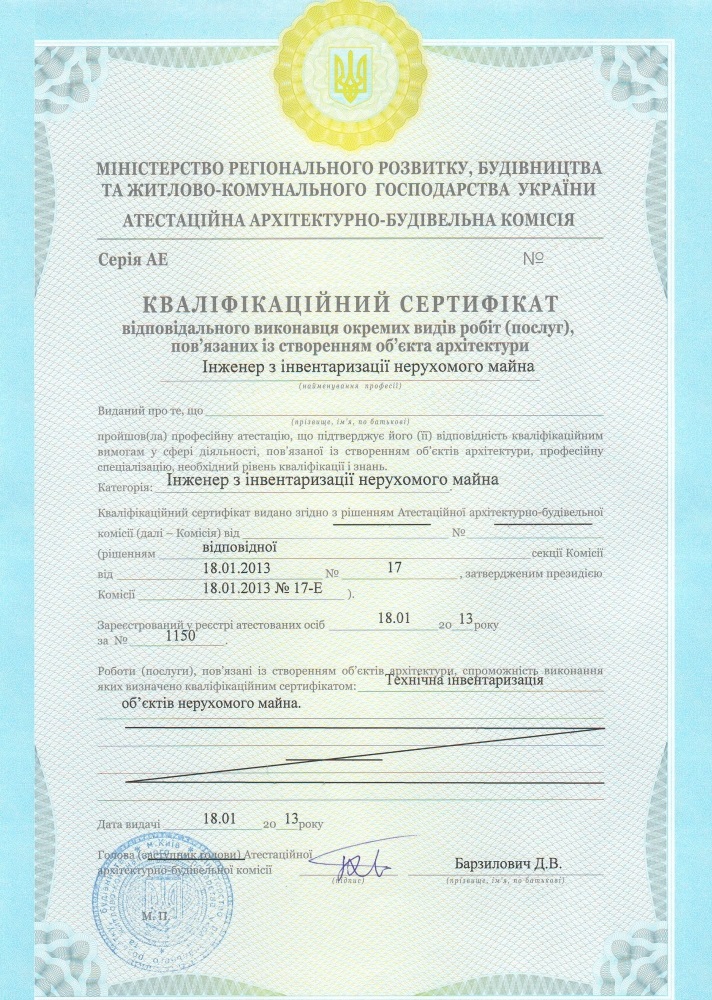 МІНІСТЕРСТВО РЕГІОНАЛЬНОГО РОЗВИТКУ, БУДІВНИЦТВА
ТА ЖИТЛОВО-КОМУНАЛЬНОГО ГОСПОДАРСТВА УКРАЇНИ
АТЕСТАЦІЙНА АРХІТЕКТУРНО-БУДІВЕЛЬНА КОМІСІЯ
Серія АЕ №
КВАЛІФІКАЦІЙНИЙ СЕРТИФІКАТ
відповідального виконавця окремих видів робіт (послуг),
пов'язаних із створенням об'єкта архітектури
Інженер з інвентаризації нерухомого майна
(найменування професії)
Виданий про те, що
(прізвище, ім'я, по батькові)
пройшов(ла) професійну атестацію, що підтверджує його (її) відповідність кваліфікаційним
вимогам у сфері діяльності, пов'язаної із створенням об'єктів архітектури, професійну
спеціалізацію, необхідний рівень кваліфікації і знань.
Категорія: Інженер з інвентаризації нерухомого майна.
Кваліфікаційний сертифікат видано згідно з рішенням Атестаційної архітектурно-будівельної
комісії (далі – Комісія) від №
(рішенням відповідної секції Комісії
від 18.01.2013 № 17, затвердженим президією
Комісії 18.01.2013 № 17-Е ).
Зареєстрований у реєстрі атестованих осіб 18.01 20 13 року
за № 1150.
Роботи (послуги), пов'язані із створенням об'єктів архітектури, спроможність виконання
яких визначено кваліфікаційним сертифікатом: Технічна інвентаризація
об'єктів нерухомого майна.
Дата видачі 18.01 20 13 року
Голова (заступник голови) Атестаційної
архітектурно-будівельної комісії Барзилович Д.В.
(підпис) (прізвище, ім'я, по батькові)
М. П.
м. Київ